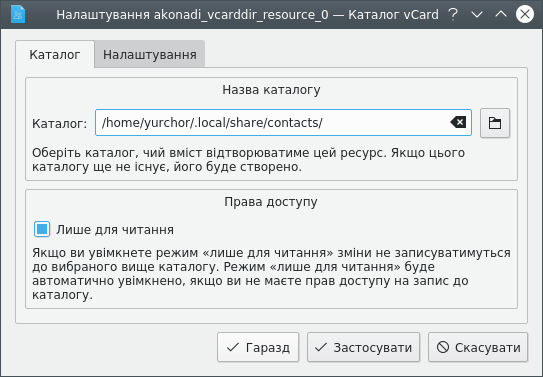 Налаштування akonadi_vcarddir_resource_0 — Каталог vCard
Каталог
Налаштування
Назва каталогу
Каталог: /home/yurchor/.local/share/contacts/
Оберіть каталог, чий вміст відтворюватиме цей ресурс. Якщо цього
каталогу ще не існує, його буде створено.
Права доступу
Лише для читання
Якщо ви увімкнете режим «лише для читання» зміни не записуватимуться
до вибраного вище каталогу. Режим «лише для читання» буде
автоматично увімкнено, якщо ви не маєте прав доступу на запис до
каталогу.
Гаразд
Застосувати
Скасувати